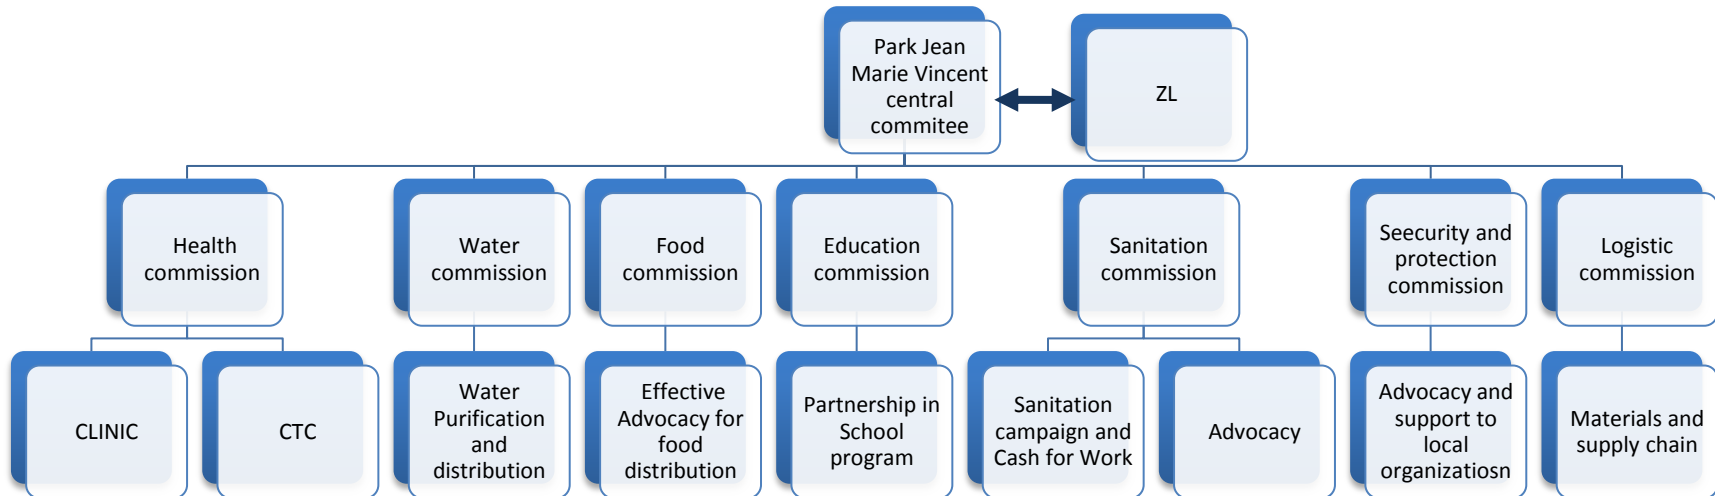 Park Jean
Marie Vincent
central
commitee
ZL
Health
commission
Water
commission
Food
commission
Education
commission
Sanitation
commission
Seecurity and
protection
commission
Logistic
commission
CLINIC
CTC
Water
Purification
and
distribution
Effective
Advocacy for
food
distribution
Partnership in
School
program
Sanitation
campaign and
Cash for Work
Advocacy
Advocacy and
support to
local
organizatiosn
Materials and
supply chain